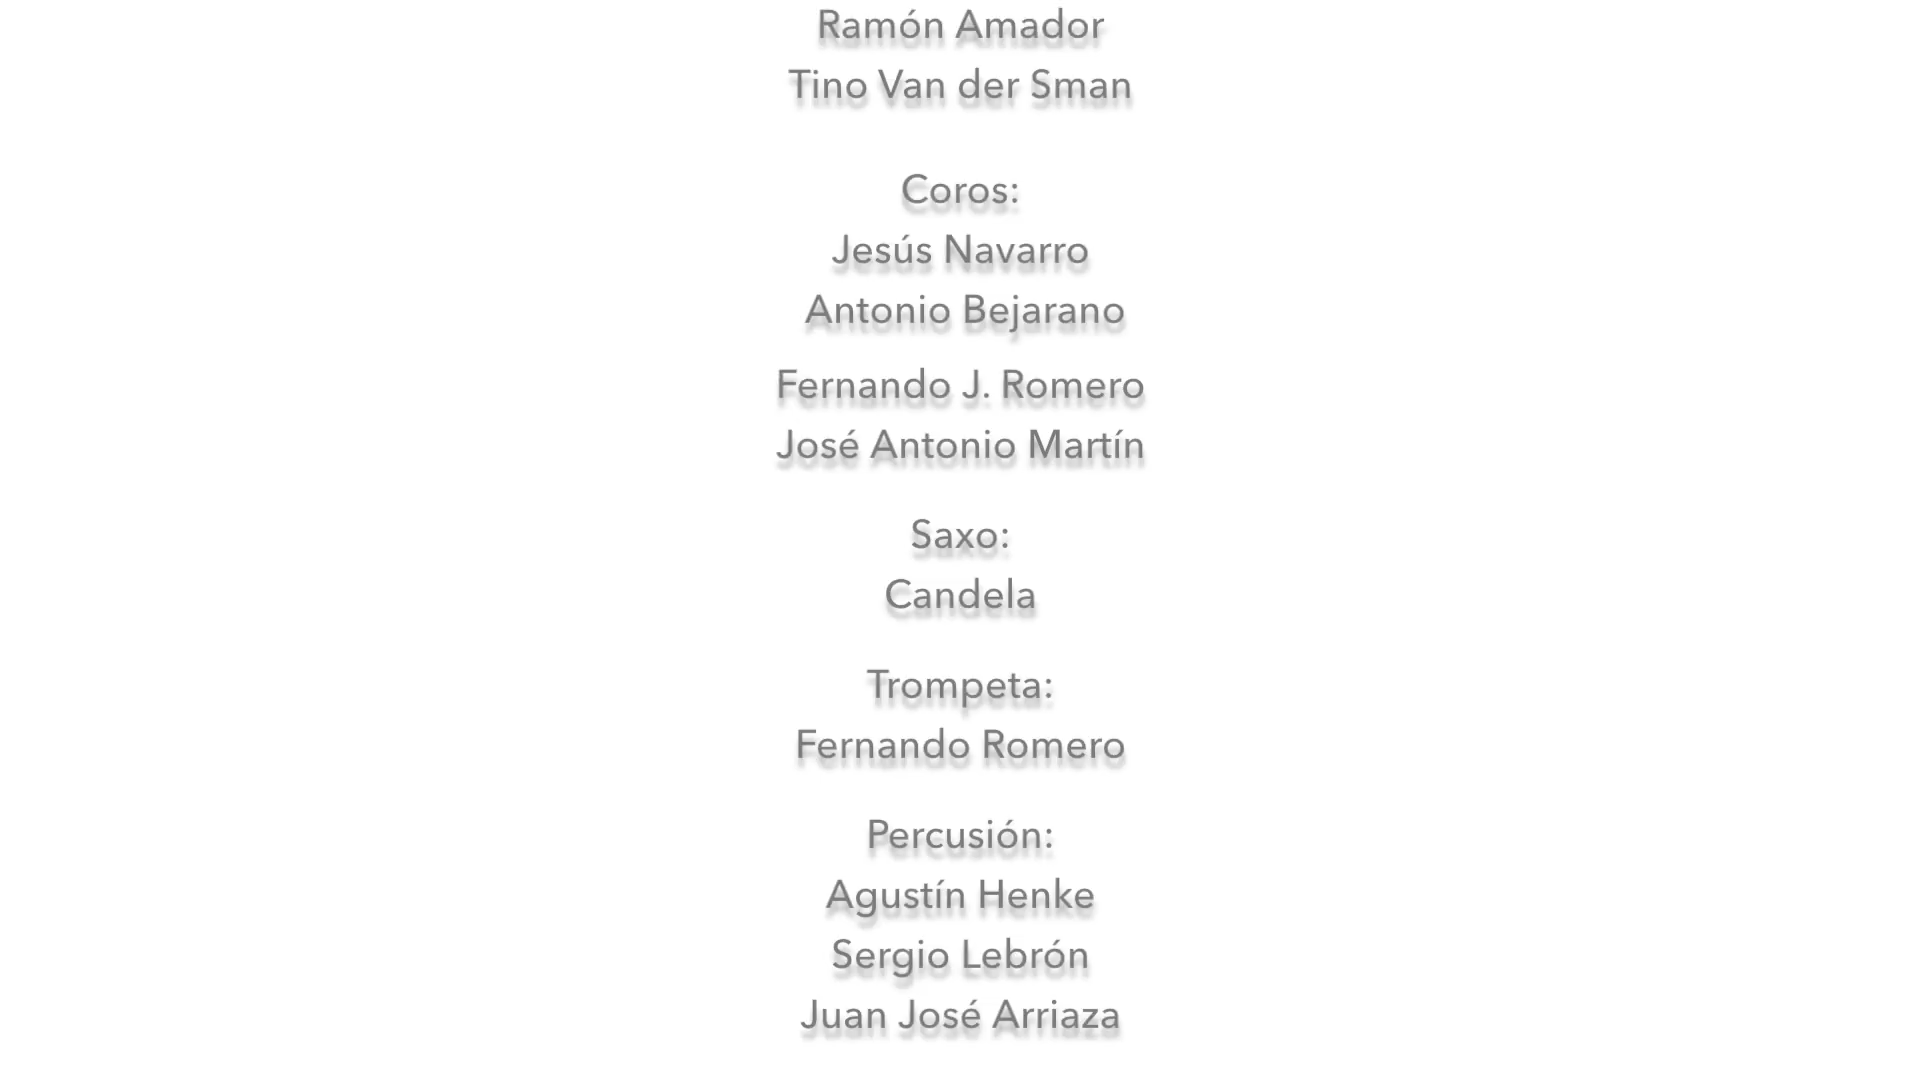 Ramón Amador
Tino Van der Sman
Coros:
Jesús Navarro
Antonio Bejarano
Fernando J. Romero
José Antonio Martín
Saxo:
Candela
Trompeta:
Fernando Romero
Percusión:
Agustín Henke
Sergio Lebrón
Juan José Arriaza